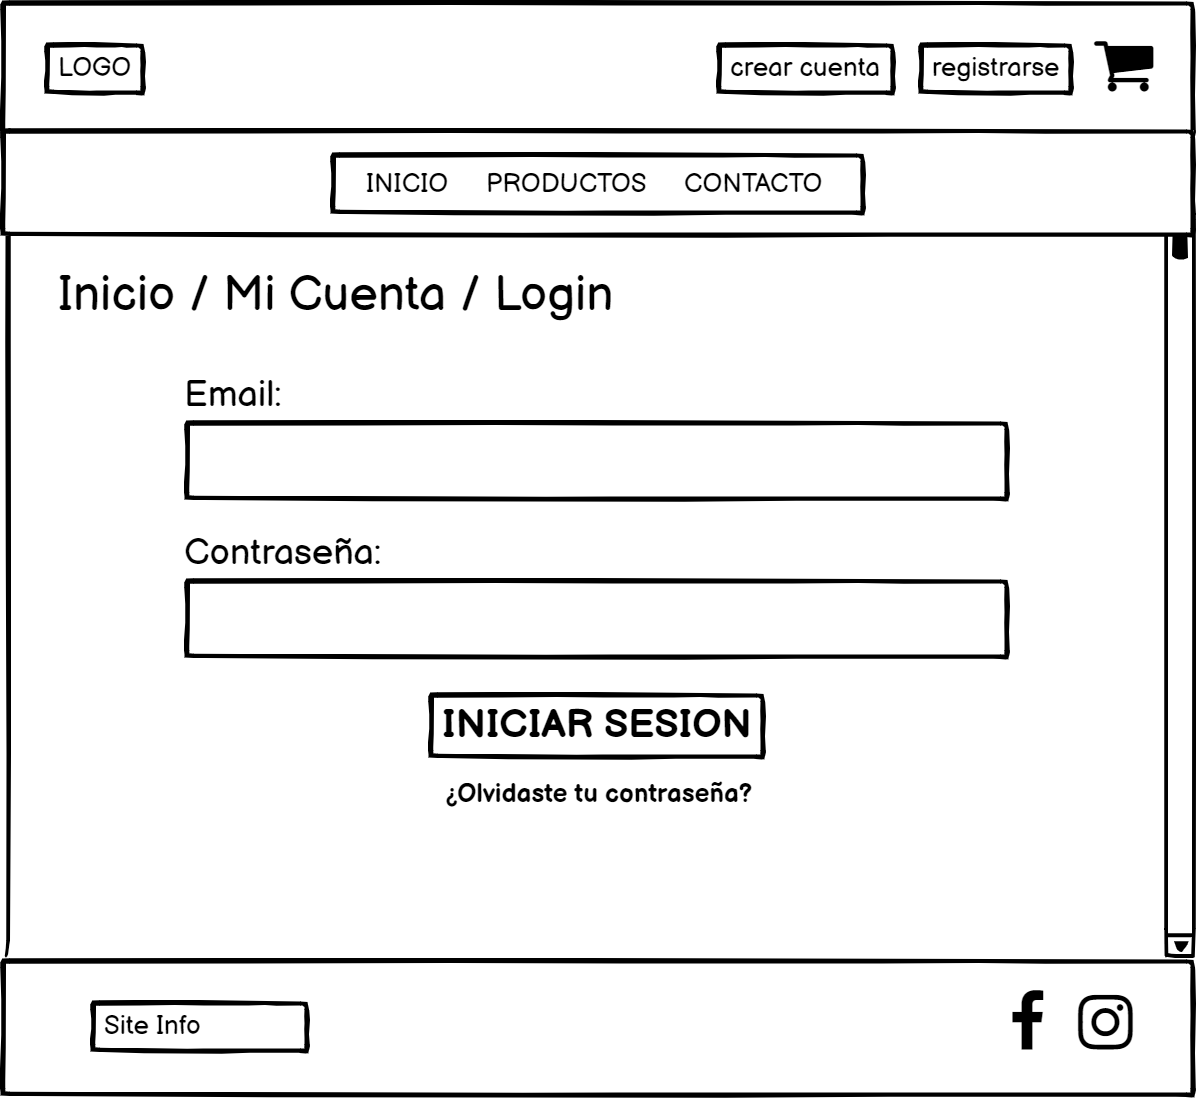 LOGO
crear cuenta
registrarse
INICIO PRODUCTOS CONTACTO
Inicio / Mi Cuenta / Login
Email:
Contraseña:
INICIAR SESION
¿Olvidaste tu contraseña?
Site Info